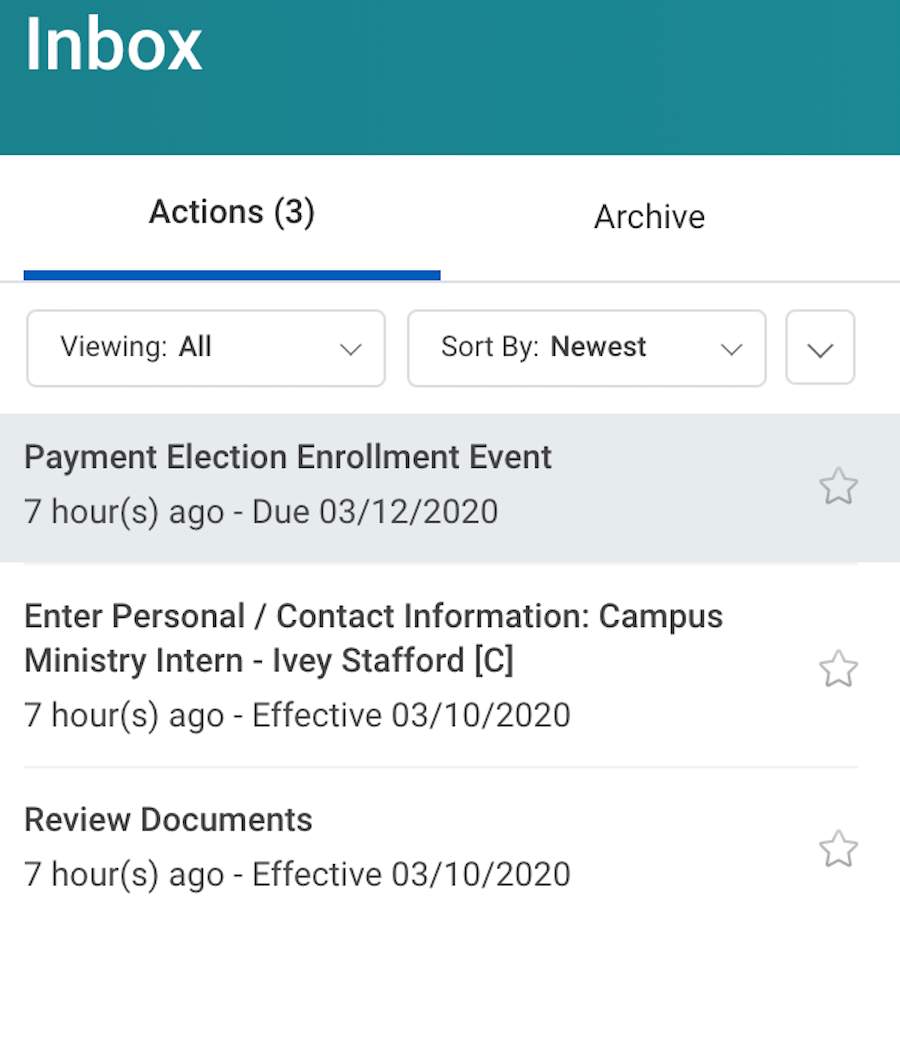 Inbox
Actions (3)
Archive
Viewing: All
Sort By: Newest
Payment Election Enrollment Event
7 hour(s) ago - Due 03/12/2020
Enter Personal / Contact Information: Campus
Ministry Intern - Ivey Stafford [C]
7 hour(s) ago - Effective 03/10/2020
Review Documents
7 hour(s) ago - Effective 03/10/2020